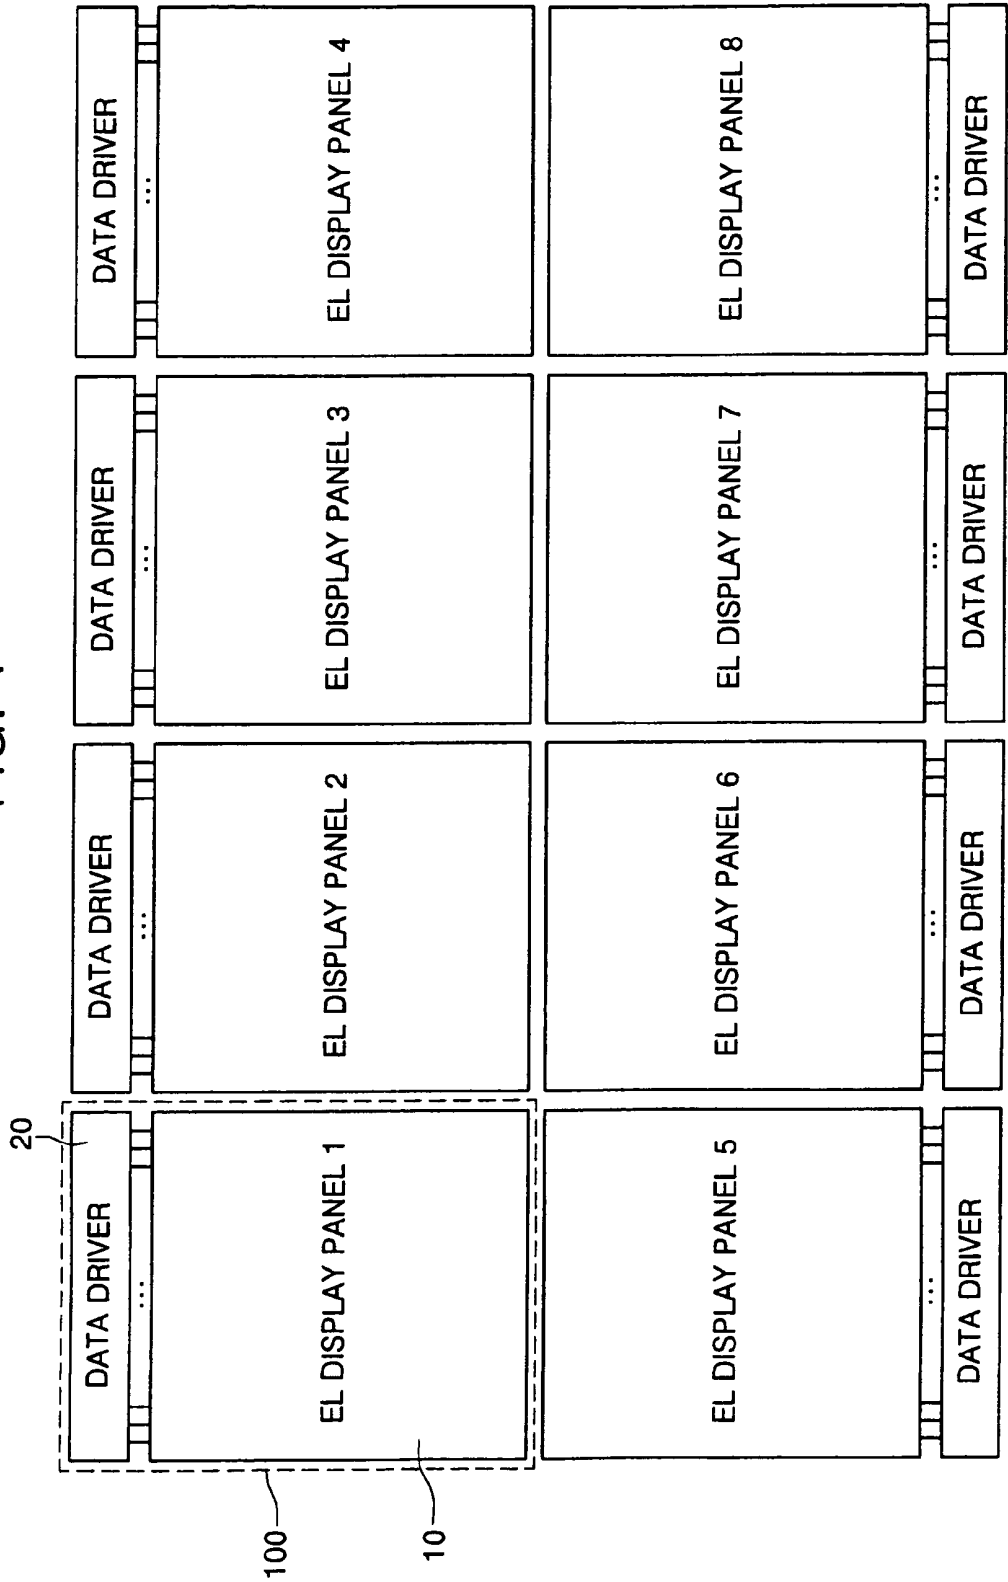 20
DATA DRIVER
DATA DRIVER
DATA DRIVER
DATA DRIVER
...
...
...
...
100
EL DISPLAY PANEL 1
EL DISPLAY PANEL 2
EL DISPLAY PANEL 3
EL DISPLAY PANEL 4
10
EL DISPLAY PANEL 5
EL DISPLAY PANEL 6
EL DISPLAY PANEL 7
EL DISPLAY PANEL 8
...
...
...
...
DATA DRIVER
DATA DRIVER
DATA DRIVER
DATA DRIVER